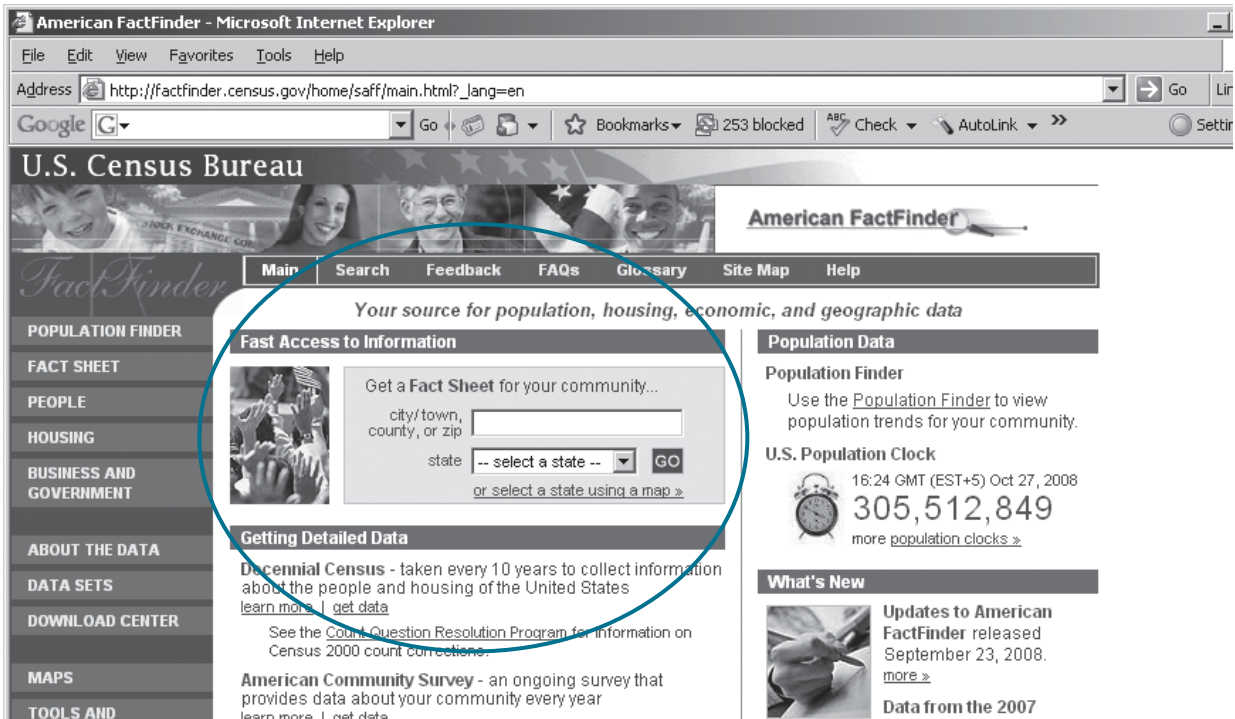 American FactFinder - Microsoft Internet Explorer
File Edit View Favorites Tools Help
Address http://factfinder.census.gov/home/saff/main.html?_lang=en Go Lin
Google G Go Bookmarks 253 blocked ABC Check AutoLink >> Settin
U.S. Census Bureau
STOCK EXCHANGE
American FactFinder
FactFinder
Main Search Feedback FAQs Glossary Site Map Help
Your source for population, housing, economic, and geographic data
POPULATION FINDER
FACT SHEET
PEOPLE
HOUSING
BUSINESS AND
GOVERNMENT
ABOUT THE DATA
DATA SETS
DOWNLOAD CENTER
MAPS
TOOLS AND
Fast Access to Information
Get a Fact Sheet for your community...
city/town,
county, or zip
state -- select a state -- GO
or select a state using a map »
Getting Detailed Data
Decennial Census - taken every 10 years to collect information
about the people and housing of the United States
learn more | get data
See the Count Question Resolution Program for information on
Census 2000 count corrections.
American Community Survey - an ongoing survey that
provides data about your community every year
learn more | get data
Population Data
Population Finder
Use the Population Finder to view
population trends for your community.
U.S. Population Clock
16:24 GMT (EST+5) Oct 27, 2008
305,512,849
more population clocks »
What's New
Updates to American
FactFinder released
September 23, 2008.
more »
Data from the 2007